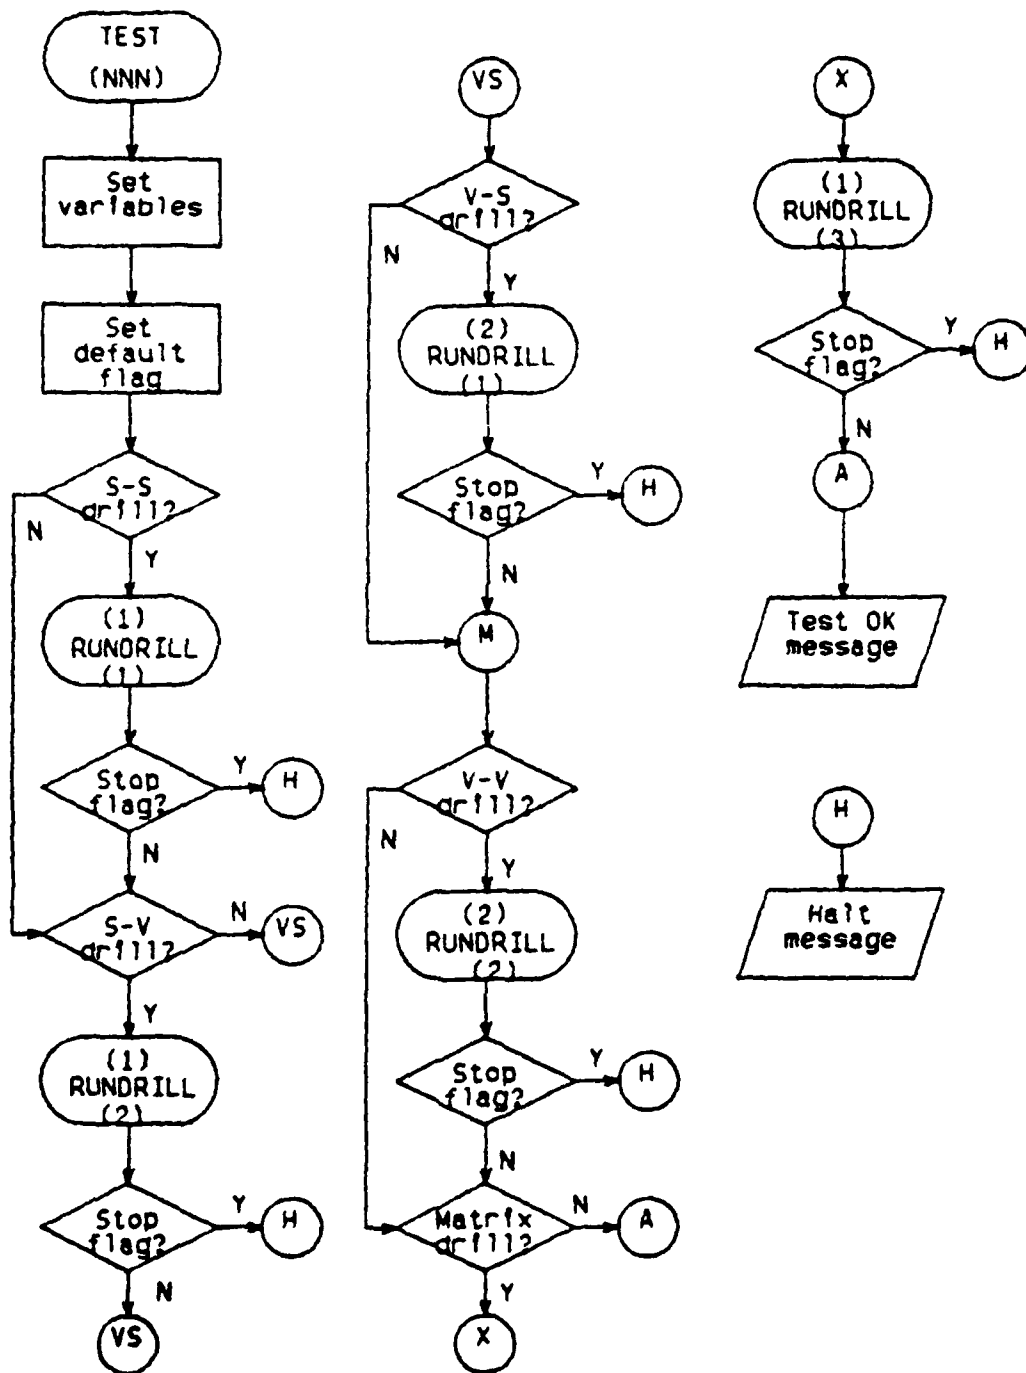 TEST
(NNN)
Set
variables
Set
default
flag
S-S
drill?
N
Y
(1)
RUNDRILL
(1)
Stop
flag?
Y
H
N
S-V
drill?
N
VS
Y
(1)
RUNDRILL
(2)
Stop
flag?
Y
H
N
VS
VS
V-S
drill?
N
Y
(2)
RUNDRILL
(1)
Stop
flag?
Y
H
N
M
V-V
drill?
N
Y
(2)
RUNDRILL
(2)
Stop
flag?
Y
H
N
Matrix
drill?
N
A
Y
X
X
(1)
RUNDRILL
(3)
Stop
flag?
Y
H
N
A
Test OK
message
H
Halt
message